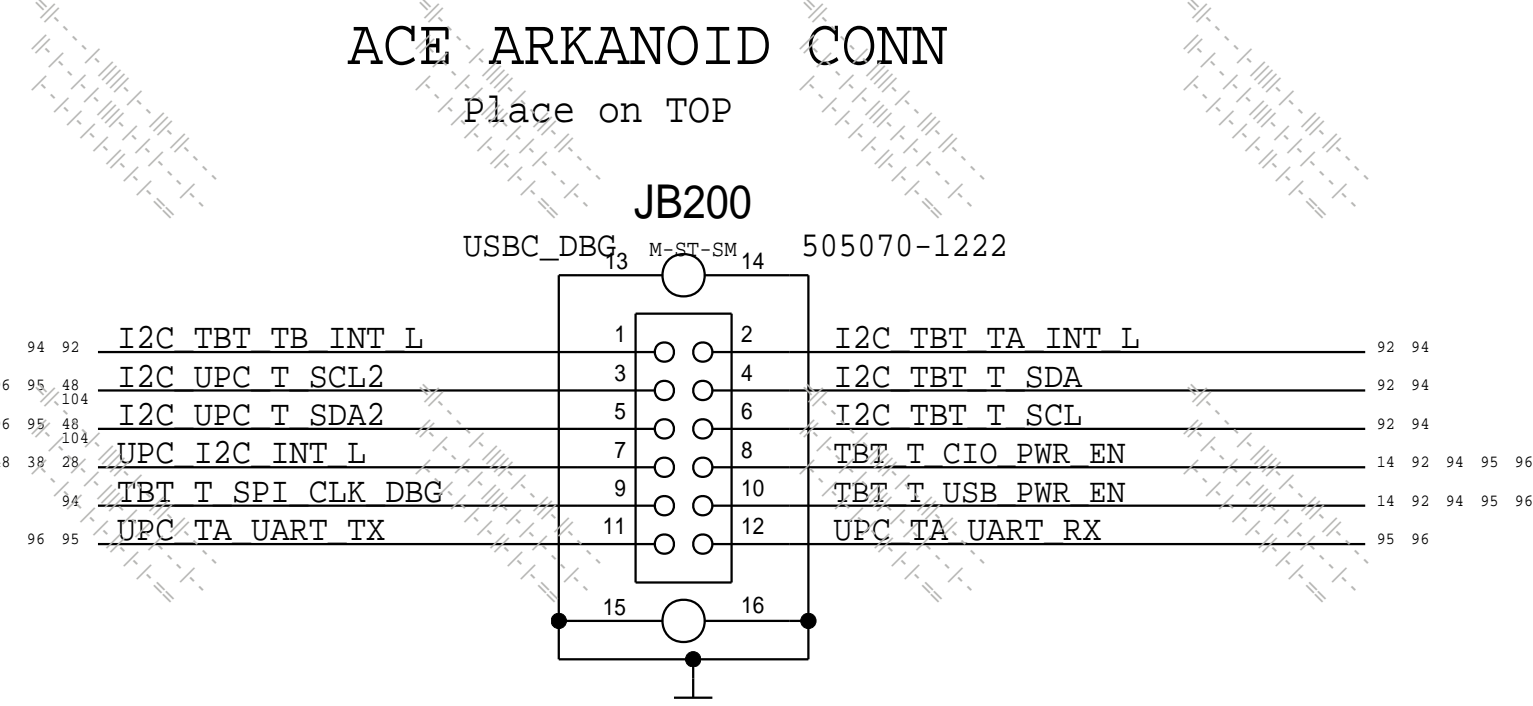 ACE ARKANOID CONN
Place on TOP
JB200
USBC_DBG M-ST-SM 505070-1222
13 14
94 92 I2C_TBT_TB_INT_L 1 2 I2C_TBT_TA_INT_L 92 94
95 48 I2C_UPC_T_SCL2 3 4 I2C_TBT_T_SDA 92 94
104
95 48 I2C_UPC_T_SDA2 5 6 I2C_TBT_T_SCL 92 94
104
38 28 UPC_I2C_INT_L 7 8 TBT_T_CIO_PWR_EN 14 92 94 95 96
94 TBT_T_SPI_CLK_DBG 9 10 TBT_T_USB_PWR_EN 14 92 94 95 96
96 95 UPC_TA_UART_TX 11 12 UPC_TA_UART_RX 95 96
15 16